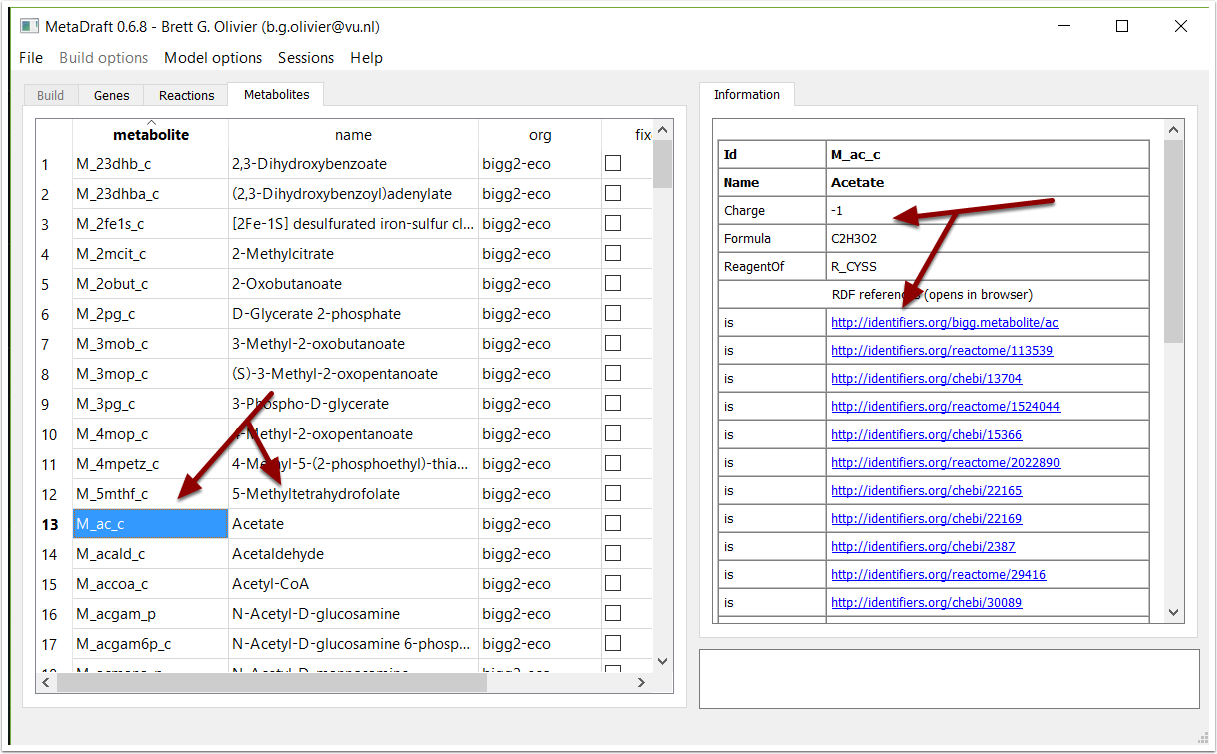 MetaDraft 0.6.8 - Brett G. Olivier (b.g.olivier@vu.nl)
File Build options Model options Sessions Help
Build Genes Reactions Metabolites
metabolite name org fix
1 M_23dhb_c 2,3-Dihydroxybenzoate bigg2-eco
2 M_23dhba_c (2,3-Dihydroxybenzoyl)adenylate bigg2-eco
3 M_2fe1s_c [2Fe-1S] desulfurated iron-sulfur cl... bigg2-eco
4 M_2mcit_c 2-Methylcitrate bigg2-eco
5 M_2obut_c 2-Oxobutanoate bigg2-eco
6 M_2pg_c D-Glycerate 2-phosphate bigg2-eco
7 M_3mob_c 3-Methyl-2-oxobutanoate bigg2-eco
8 M_3mop_c (S)-3-Methyl-2-oxopentanoate bigg2-eco
9 M_3pg_c 3-Phospho-D-glycerate bigg2-eco
10 M_4mop_c 4-Methyl-2-oxopentanoate bigg2-eco
11 M_4mpetz_c 4-Methyl-5-(2-phosphoethyl)-thia... bigg2-eco
12 M_5mthf_c 5-Methyltetrahydrofolate bigg2-eco
13 M_ac_c Acetate bigg2-eco
14 M_acald_c Acetaldehyde bigg2-eco
15 M_accoa_c Acetyl-CoA bigg2-eco
16 M_acgam_p N-Acetyl-D-glucosamine bigg2-eco
17 M_acgam6p_c N-Acetyl-D-glucosamine 6-phosp... bigg2-eco
Information
Id M_ac_c
Name Acetate
Charge -1
Formula C2H3O2
ReagentOf R_CYSS
RDF references (opens in browser)
is http://identifiers.org/bigg.metabolite/ac
is http://identifiers.org/reactome/113539
is http://identifiers.org/chebi/13704
is http://identifiers.org/reactome/1524044
is http://identifiers.org/chebi/15366
is http://identifiers.org/reactome/2022890
is http://identifiers.org/chebi/22165
is http://identifiers.org/chebi/22169
is http://identifiers.org/chebi/2387
is http://identifiers.org/reactome/29416
is http://identifiers.org/chebi/30089